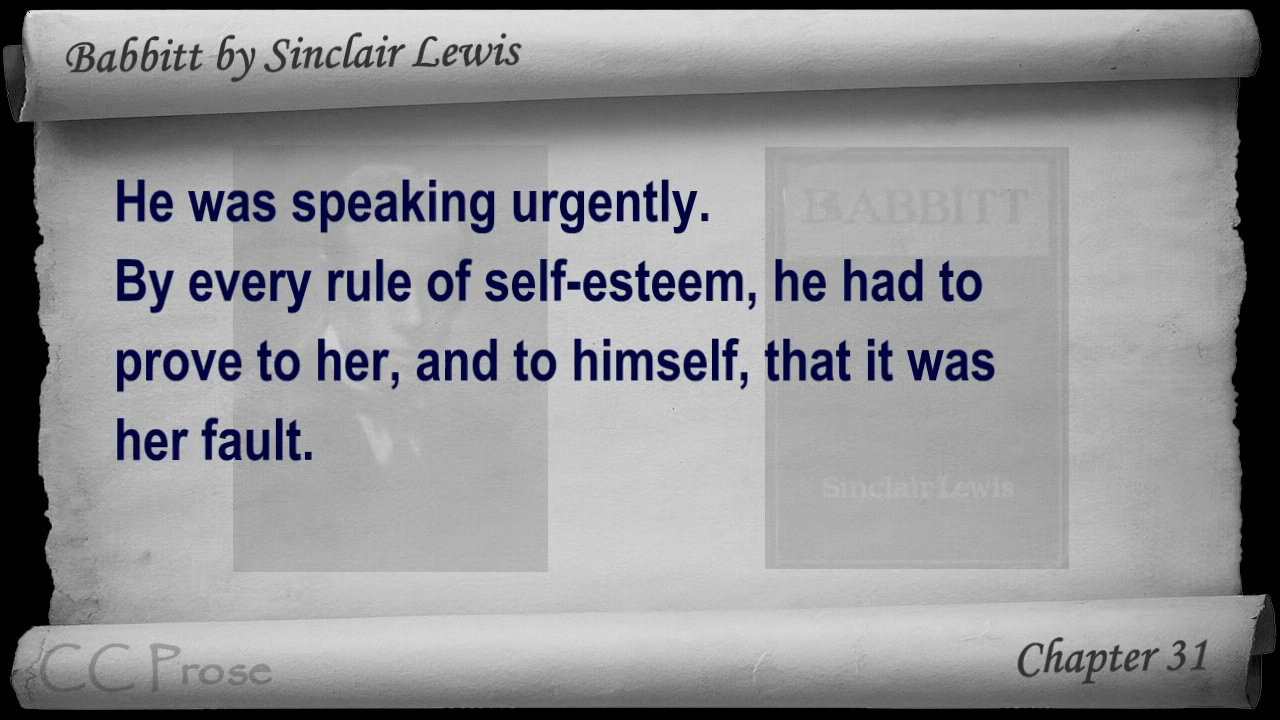 Babbitt by Sinclair Lewis
BABBITT
He was speaking urgently.
By every rule of self-esteem, he had to
prove to her, and to himself, that it was
her fault.
Sinclair Lewis
CC Prose
Chapter 31